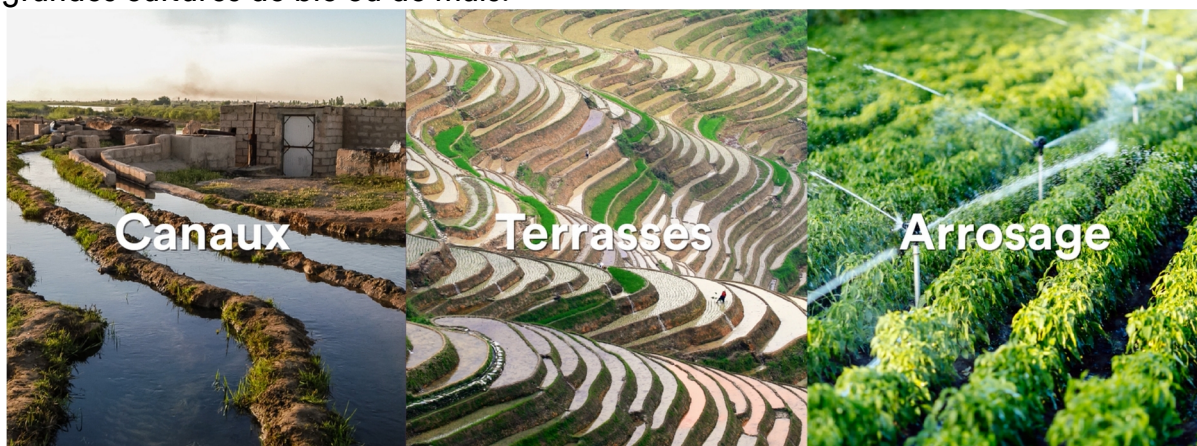 grandes cultures de blé ou de maïs.
Canaux Terrasses Arrosage